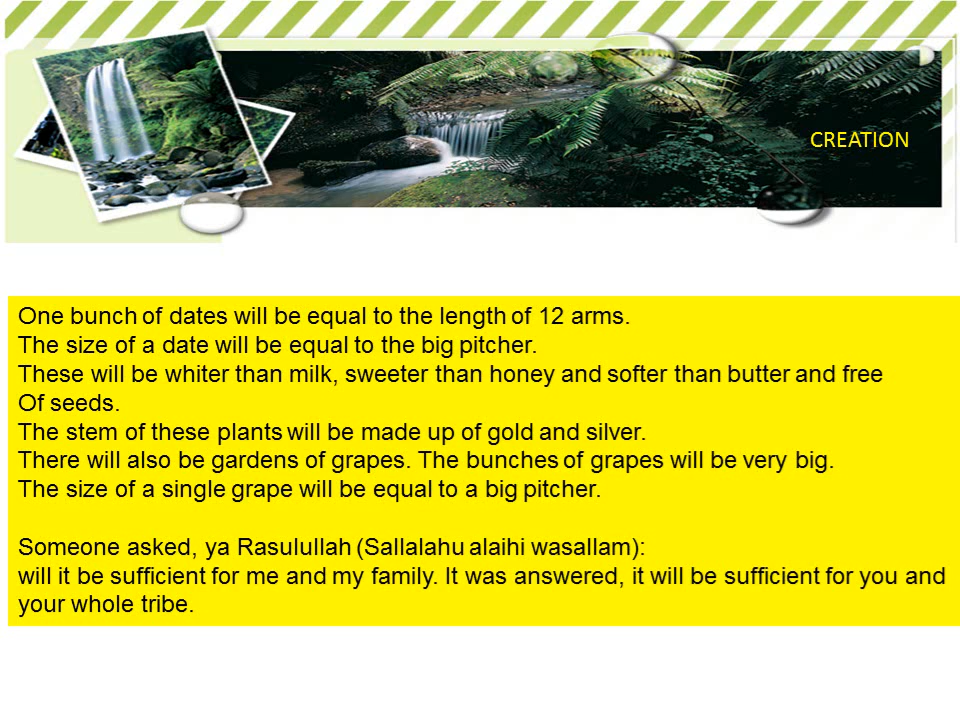 CREATION
One bunch of dates will be equal to the length of 12 arms.
The size of a date will be equal to the big pitcher.
These will be whiter than milk, sweeter than honey and softer than butter and free
Of seeds.
The stem of these plants will be made up of gold and silver.
There will also be gardens of grapes. The bunches of grapes will be very big.
The size of a single grape will be equal to a big pitcher.
Someone asked, ya Rasulullah (Sallalahu alaihi wasallam):
will it be sufficient for me and my family. It was answered, it will be sufficient for you and
your whole tribe.